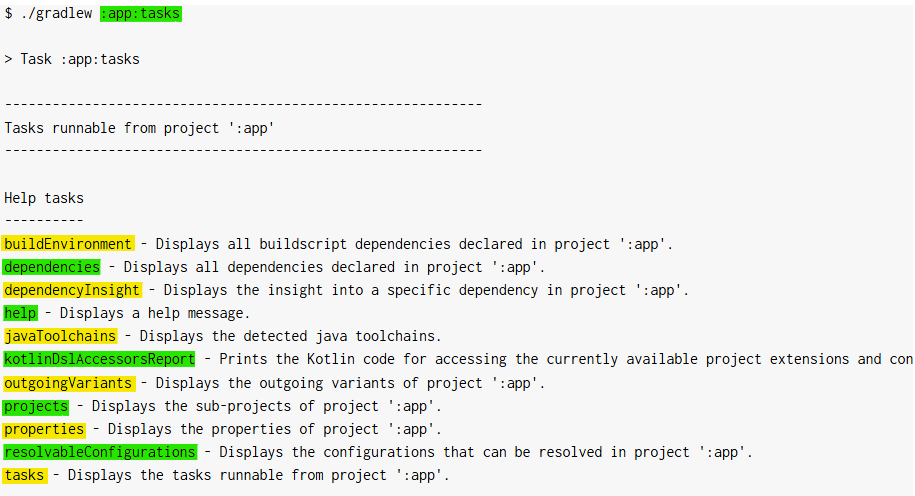 $ ./gradlew :app:tasks
> Task :app:tasks
------------------------------------------------------------
Tasks runnable from project ':app'
------------------------------------------------------------
Help tasks
----------
buildEnvironment - Displays all buildscript dependencies declared in project ':app'.
dependencies - Displays all dependencies declared in project ':app'.
dependencyInsight - Displays the insight into a specific dependency in project ':app'.
help - Displays a help message.
javaToolchains - Displays the detected java toolchains.
kotlinDslAccessorsReport - Prints the Kotlin code for accessing the currently available project extensions and con
outgoingVariants - Displays the outgoing variants of project ':app'.
projects - Displays the sub-projects of project ':app'.
properties - Displays the properties of project ':app'.
resolvableConfigurations - Displays the configurations that can be resolved in project ':app'.
tasks - Displays the tasks runnable from project ':app'.